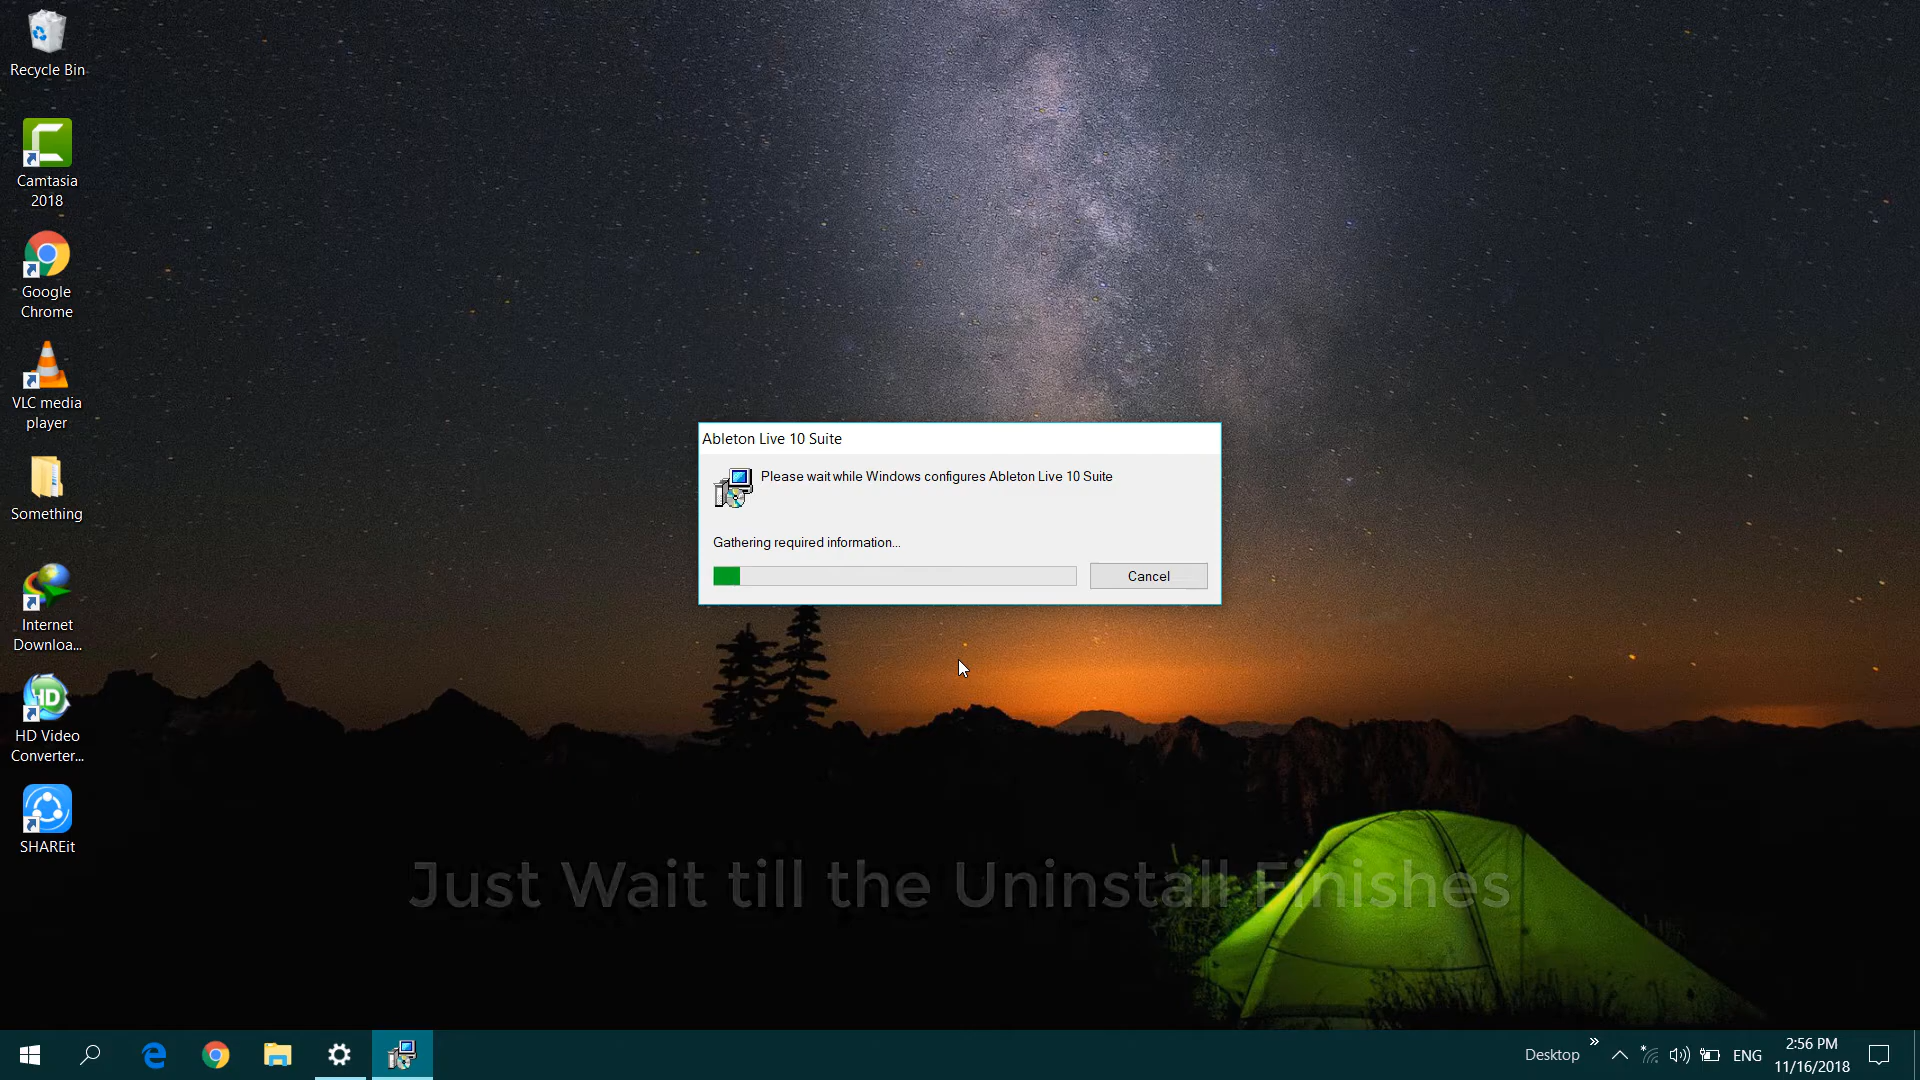 Recycle Bin
Camtasia
2018
Google
Chrome
VLC media
player
Something
Internet
Downloa...
HD Video
Converter...
SHAREit
Ableton Live 10 Suite
Please wait while Windows configures Ableton Live 10 Suite
Gathering required information...
Cancel
Just Wait till the Uninstall Finishes
Desktop
ENG
2:56 PM
11/16/2018